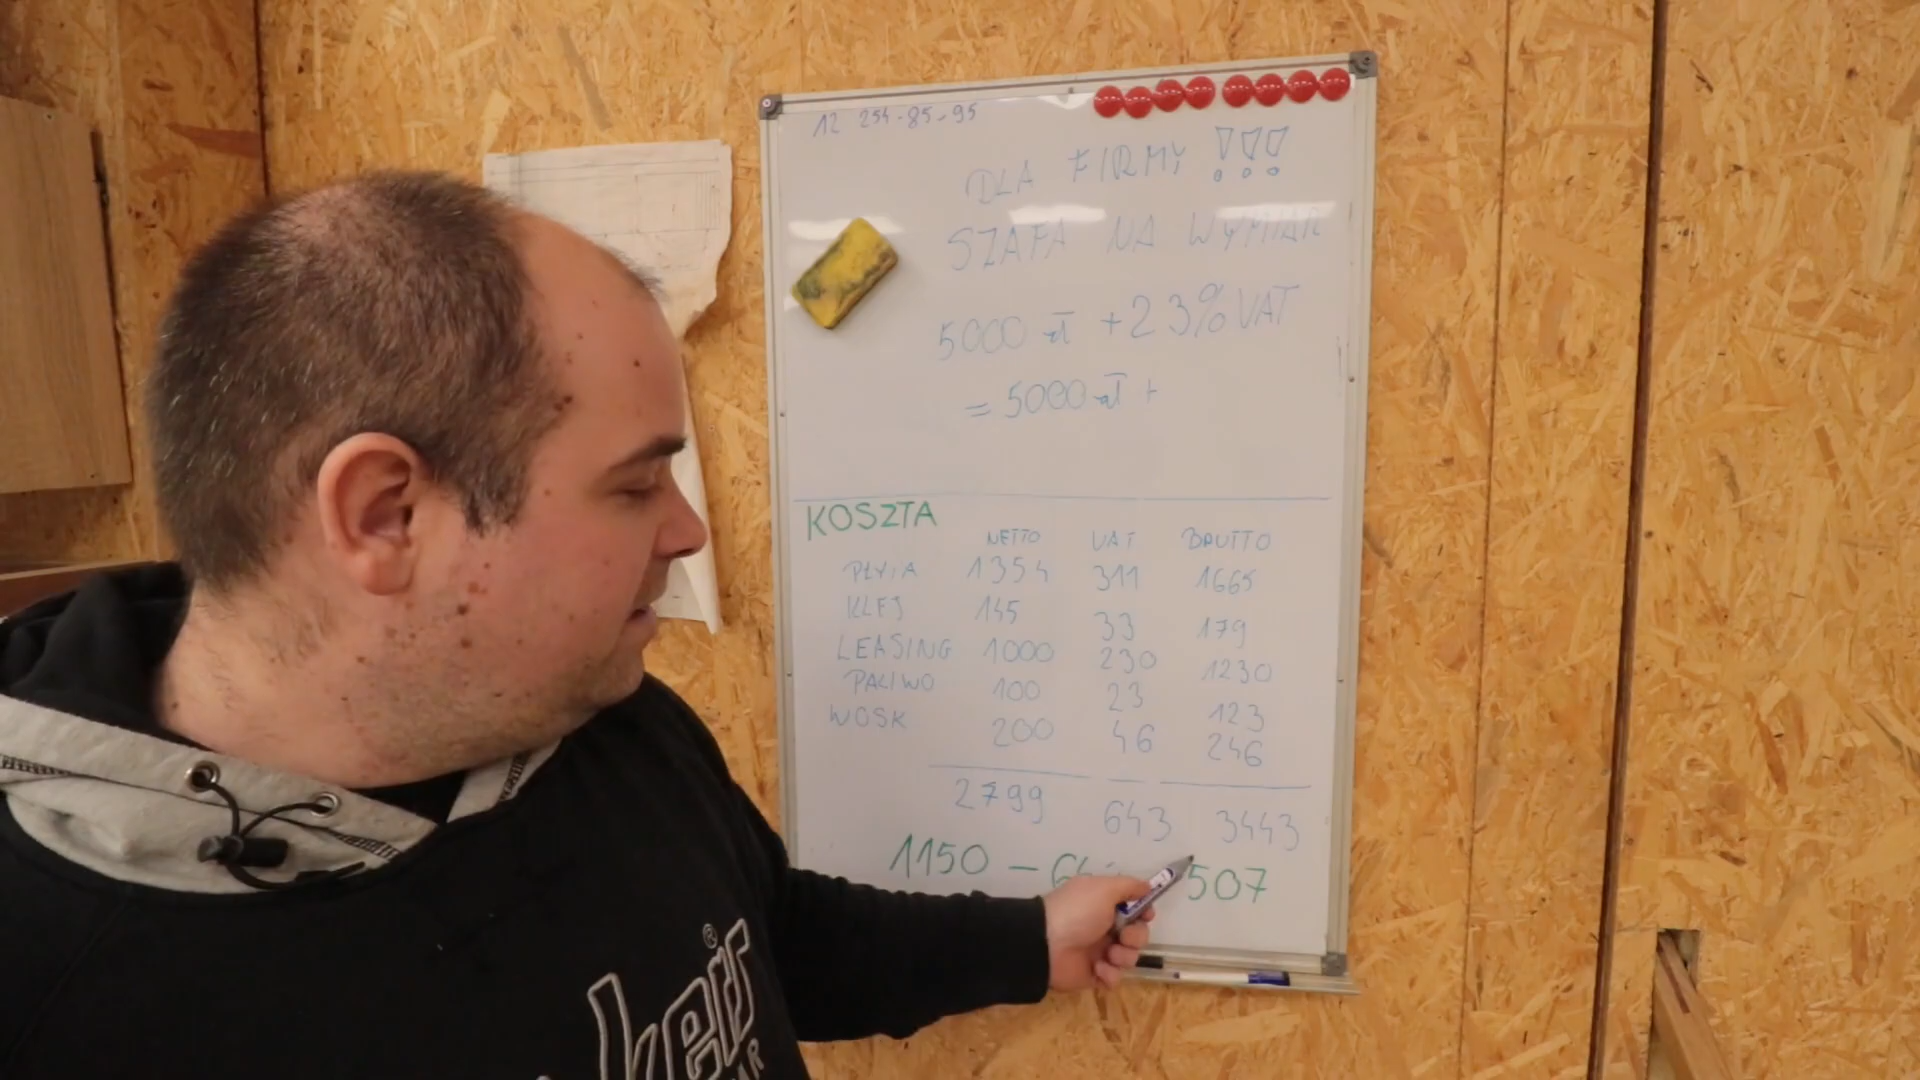 12 254-85-95
DLA FIRMY !!!
SZAFA NA WYMIAR
5000 zł + 23% VAT
= 5000 zł +
KOSZTA
NETTO VAT BRUTTO
PŁYTA 1354 311 1665
KLEJ 145 33 179
LEASING 1000 230 1230
PALIWO 100 23 123
WOSK 200 46 246
2799 643 3443
1150 - 507